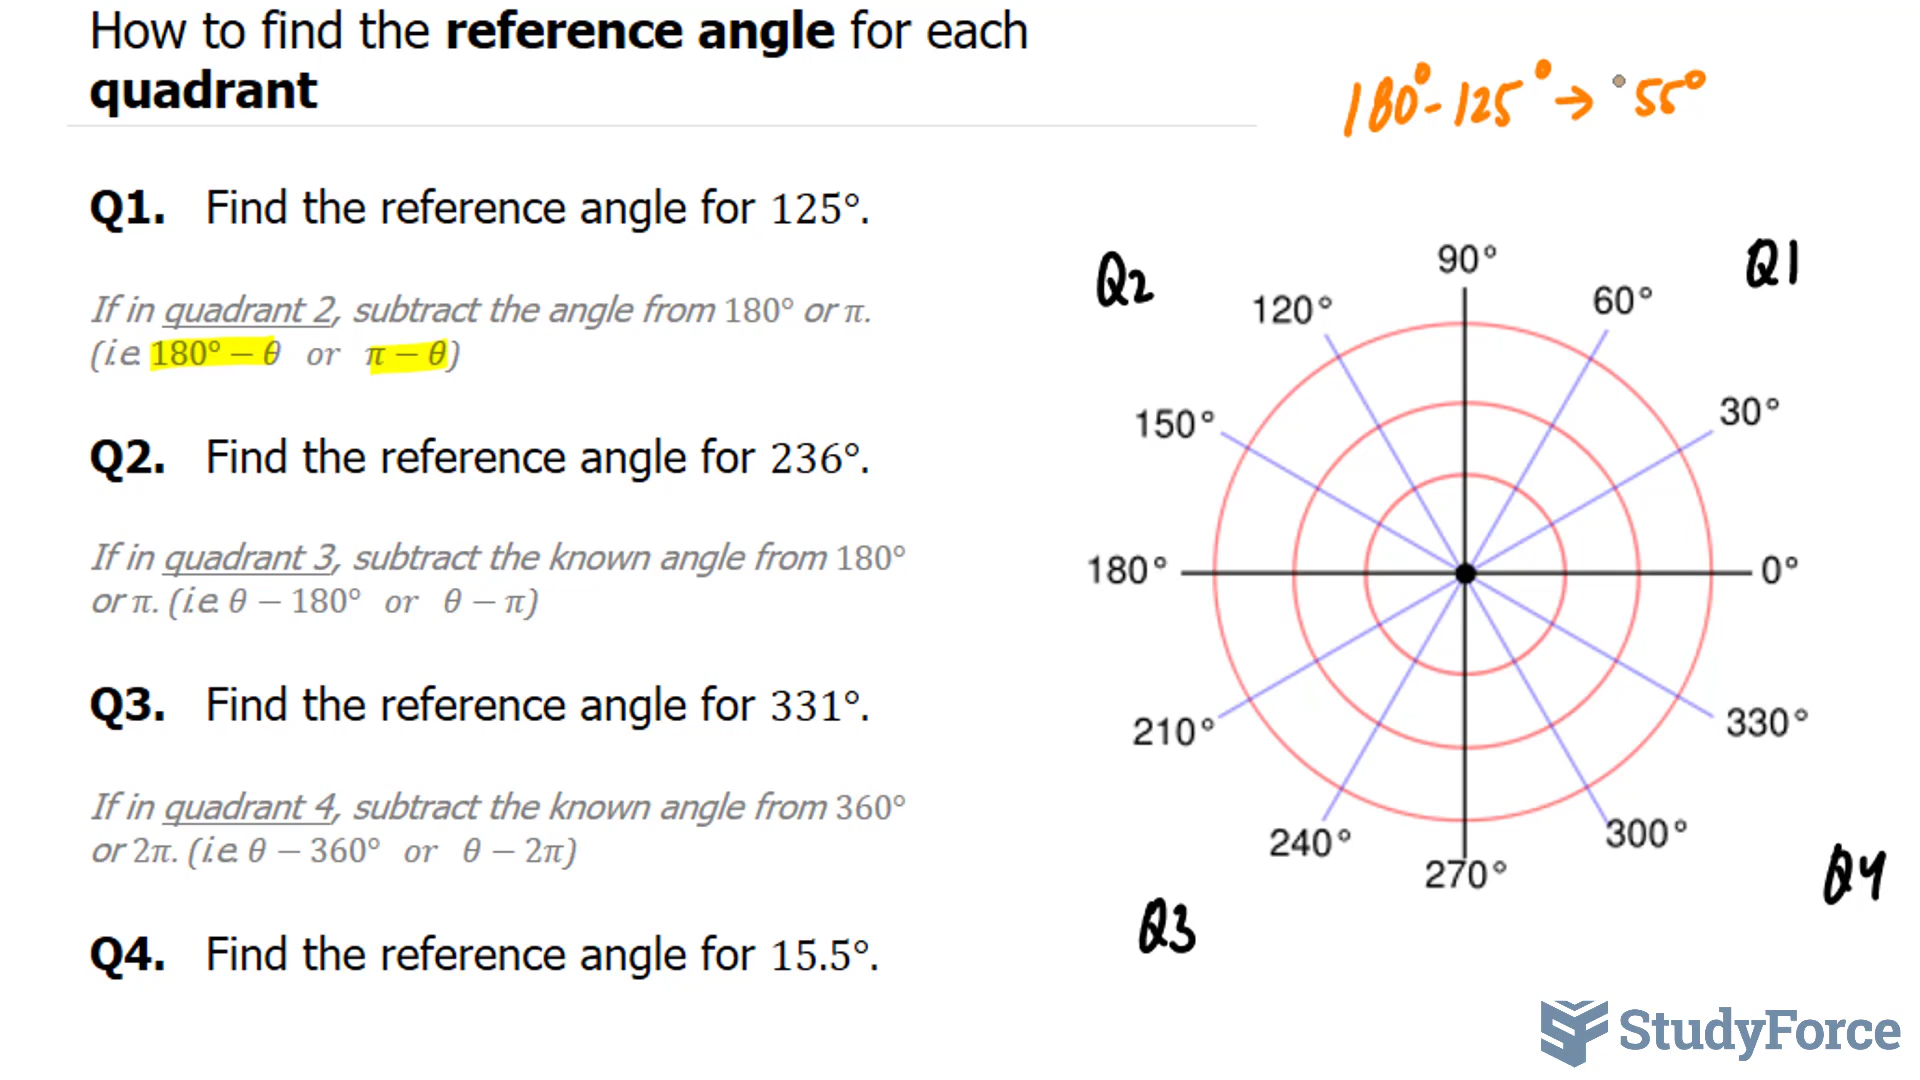 How to find the reference angle for each
quadrant
180°-125° → 55°
Q1. Find the reference angle for 125°.
If in quadrant 2, subtract the angle from 180° or π.
(i.e. 180° − θ or π − θ)
Q2. Find the reference angle for 236°.
If in quadrant 3, subtract the known angle from 180°
or π. (i.e. θ − 180° or θ − π)
Q3. Find the reference angle for 331°.
If in quadrant 4, subtract the known angle from 360°
or 2π. (i.e. θ − 360° or θ − 2π)
Q4. Find the reference angle for 15.5°.
Q2
Q1
90°
120°
60°
150°
30°
180°
0°
210°
330°
240°
300°
270°
Q3
Q4
StudyForce